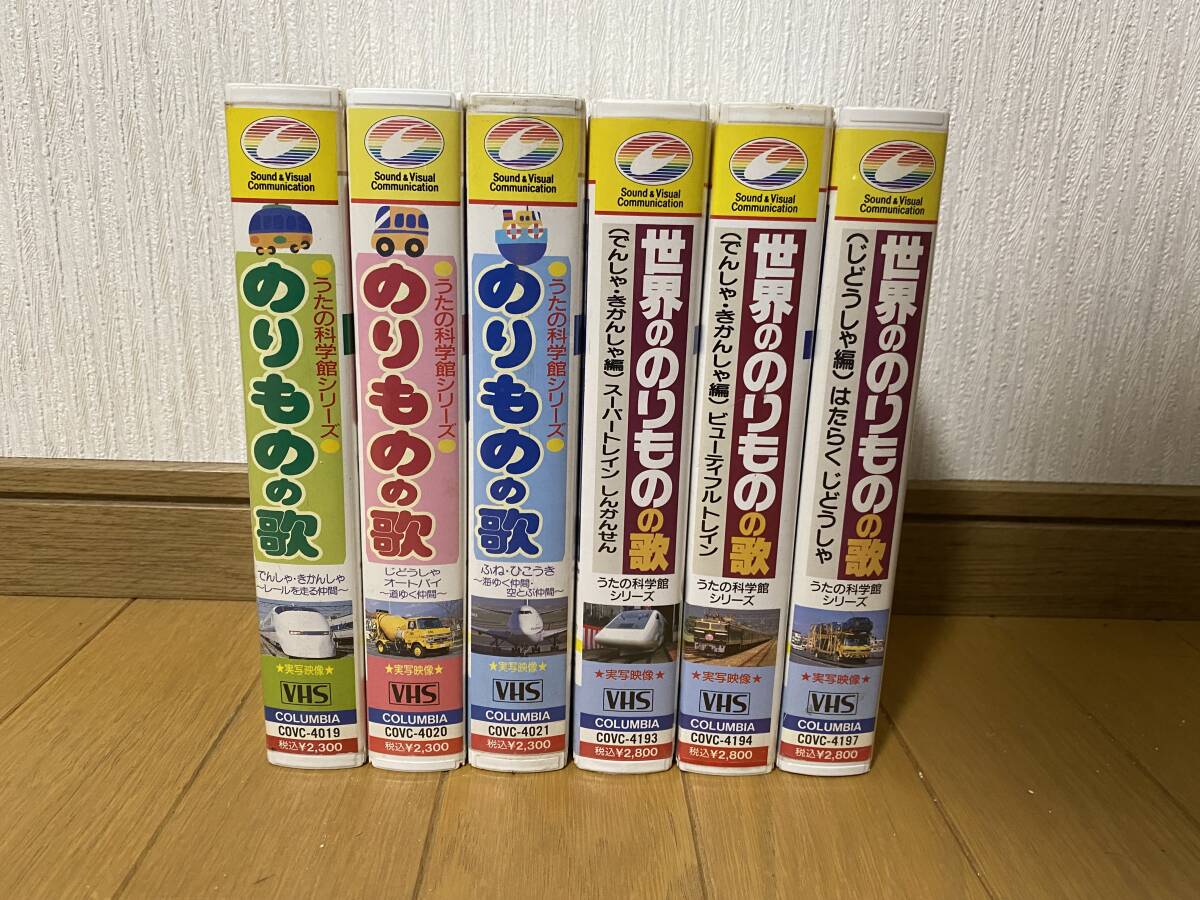 Sound & Visual
Communication
うたの科学館シリーズ
のりものの歌
でんしゃ・きかんしゃ
〜レールを走る仲間〜
★実写映像★
VHS
COLUMBIA
COVC-4019
税込¥2,300
Sound & Visual
Communication
うたの科学館シリーズ
のりものの歌
じどうしゃ
オートバイ
〜道ゆく仲間〜
★実写映像★
VHS
COLUMBIA
COVC-4020
税込¥2,300
Sound & Visual
Communication
うたの科学館シリーズ
のりものの歌
ふね・ひこうき
〜海ゆく仲間・
空とぶ仲間〜
★実写映像★
VHS
COLUMBIA
COVC-4021
税込¥2,300
Sound & Visual
Communication
世界ののりものの歌
(でんしゃ・きかんしゃ編) スーパートレイン しんかんせん
うたの科学館
シリーズ
★実写映像★
VHS
COLUMBIA
COVC-4193
税込¥2,800
Sound & Visual
Communication
世界ののりものの歌
(でんしゃ・きかんしゃ編) ビューティフルトレイン
うたの科学館
シリーズ
★実写映像★
VHS
COLUMBIA
COVC-4194
税込¥2,800
Sound & Visual
Communication
世界ののりものの歌
(じどうしゃ編) はたらくじどうしゃ
うたの科学館
シリーズ
★実写映像★
VHS
COLUMBIA
COVC-4197
税込¥2,800